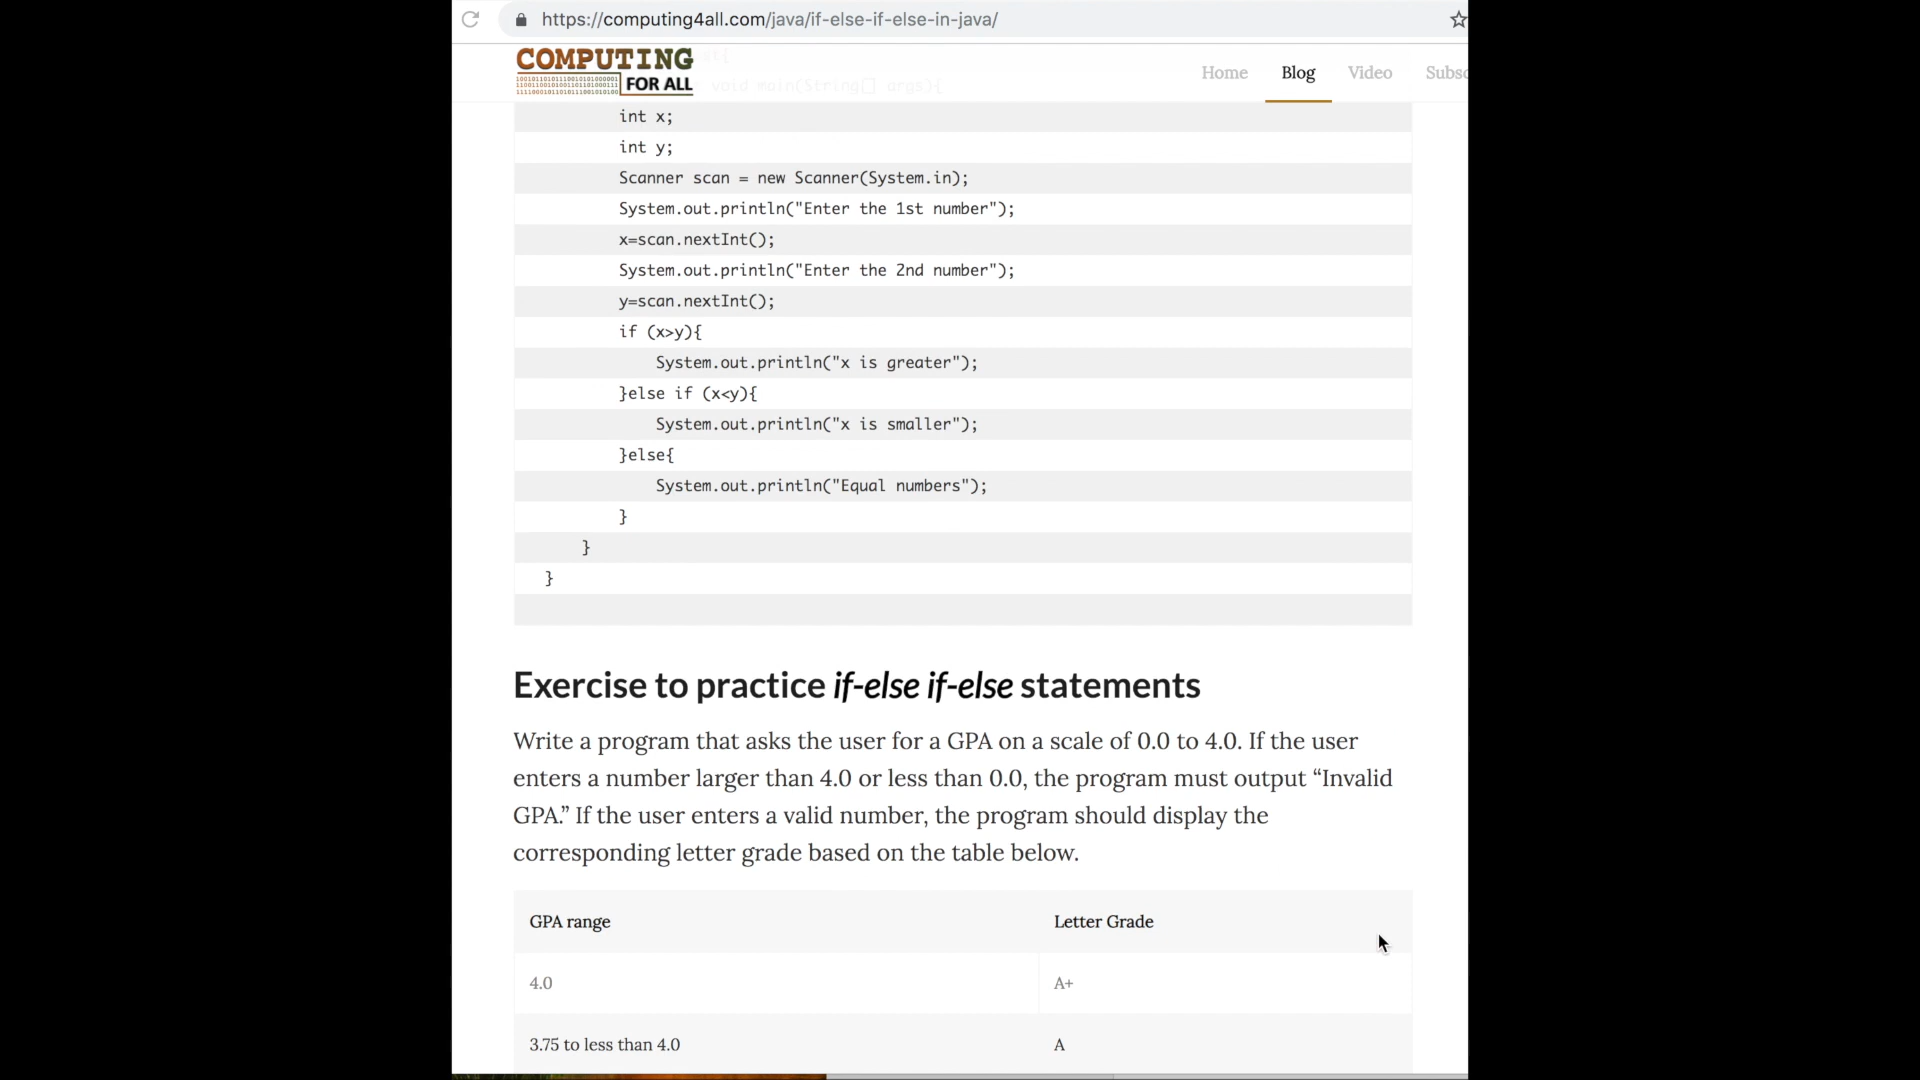 https://computing4all.com/java/if-else-if-else-in-java/
COMPUTING
FOR ALL
Home Blog Video Subsc
void main(String[] args){
int x;
int y;
Scanner scan = new Scanner(System.in);
System.out.println("Enter the 1st number");
x=scan.nextInt();
System.out.println("Enter the 2nd number");
y=scan.nextInt();
if (x>y){
System.out.println("x is greater");
}else if (x<y){
System.out.println("x is smaller");
}else{
System.out.println("Equal numbers");
}
}
}
Exercise to practice if-else if-else statements
Write a program that asks the user for a GPA on a scale of 0.0 to 4.0. If the user
enters a number larger than 4.0 or less than 0.0, the program must output “Invalid
GPA.” If the user enters a valid number, the program should display the
corresponding letter grade based on the table below.
GPA range Letter Grade
4.0 A+
3.75 to less than 4.0 A